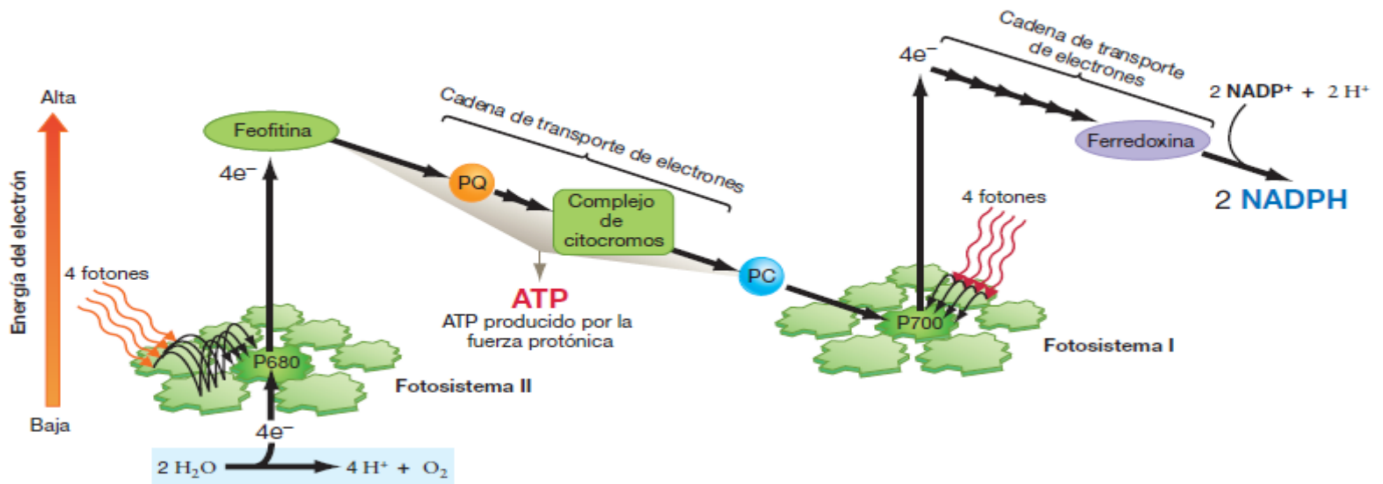 Energía del electrón
Alta
Baja
4 fotones
Feofitina
4e⁻
P680
4e⁻
2 H₂O
4 H⁺ + O₂
Fotosistema II
Cadena de transporte de electrones
PQ
Complejo
de
citocromos
PC
ATP
ATP producido por la
fuerza protónica
4e⁻
Cadena de transporte
de electrones
Ferredoxina
2 NADP⁺ + 2 H⁺
2 NADPH
4 fotones
P700
Fotosistema I